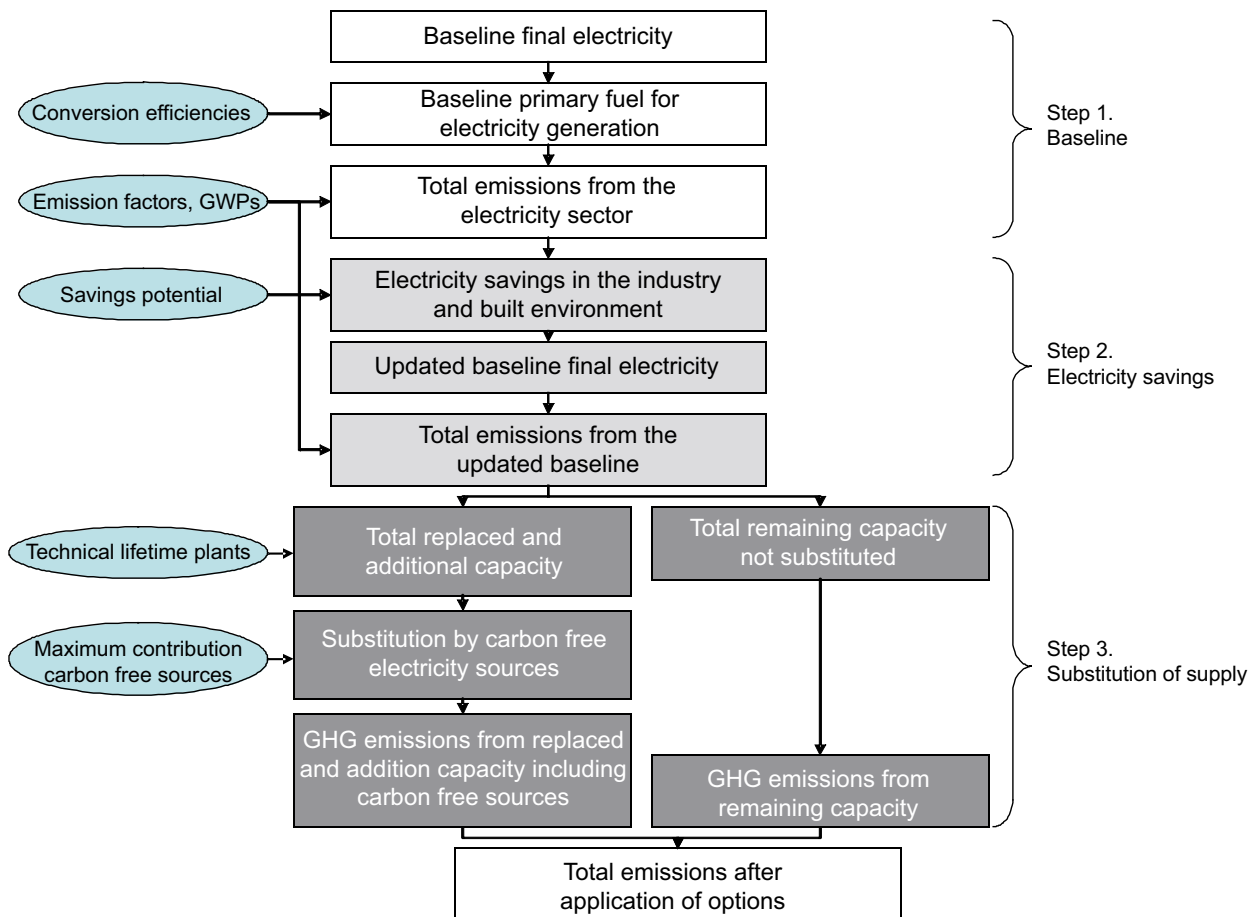 Baseline final electricity
Conversion efficiencies
Baseline primary fuel for
electricity generation
Step 1.
Baseline
Emission factors, GWPs
Total emissions from the
electricity sector
Savings potential
Electricity savings in the industry
and built environment
Updated baseline final electricity
Step 2.
Electricity savings
Total emissions from the
updated baseline
Technical lifetime plants
Total replaced and
additional capacity
Total remaining capacity
not substituted
Maximum contribution
carbon free sources
Substitution by carbon free
electricity sources
Step 3.
Substitution of supply
GHG emissions from replaced
and addition capacity including
carbon free sources
GHG emissions from
remaining capacity
Total emissions after
application of options